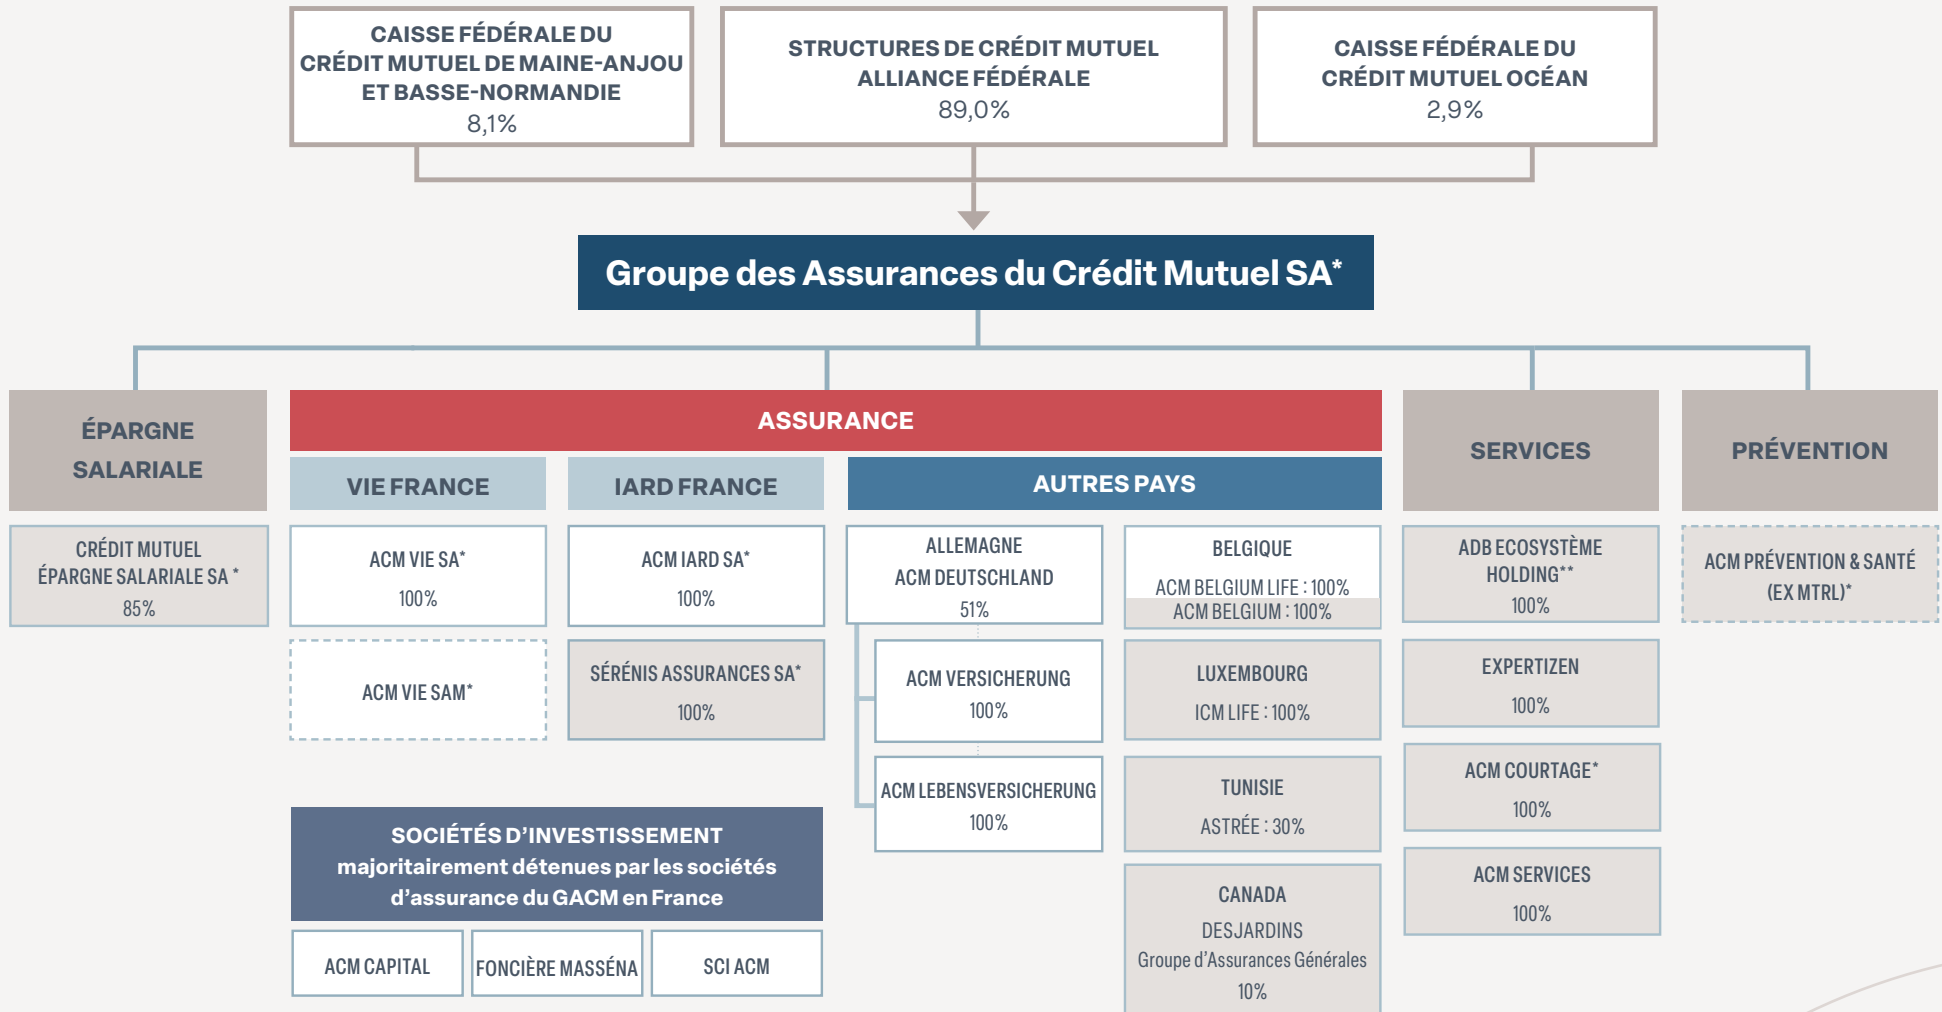 CAISSE FÉDÉRALE DU
CRÉDIT MUTUEL DE MAINE-ANJOU
ET BASSE-NORMANDIE
8,1%
STRUCTURES DE CRÉDIT MUTUEL
ALLIANCE FÉDÉRALE
89,0%
CAISSE FÉDÉRALE DU
CRÉDIT MUTUEL OCÉAN
2,9%
Groupe des Assurances du Crédit Mutuel SA*
ÉPARGNE
SALARIALE
CRÉDIT MUTUEL
ÉPARGNE SALARIALE SA *
85%
ASSURANCE
VIE FRANCE
ACM VIE SA*
100%
ACM VIE SAM*
IARD FRANCE
ACM IARD SA*
100%
SÉRÉNIS ASSURANCES SA*
100%
AUTRES PAYS
ALLEMAGNE
ACM DEUTSCHLAND
51%
ACM VERSICHERUNG
100%
ACM LEBENSVERSICHERUNG
100%
BELGIQUE
ACM BELGIUM LIFE : 100%
ACM BELGIUM : 100%
LUXEMBOURG
ICM LIFE : 100%
TUNISIE
ASTRÉE : 30%
CANADA
DESJARDINS
Groupe d'Assurances Générales
10%
SERVICES
ADB ECOSYSTÈME
HOLDING**
100%
EXPERTIZEN
100%
ACM COURTAGE*
100%
ACM SERVICES
100%
PRÉVENTION
ACM PRÉVENTION & SANTÉ
(EX MTRL)*
SOCIÉTÉS D'INVESTISSEMENT
majoritairement détenues par les sociétés
d'assurance du GACM en France
ACM CAPITAL
FONCIÈRE MASSÉNA
SCI ACM